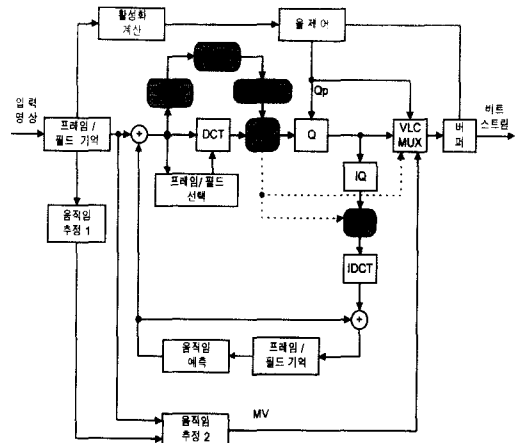 활성화
계산
율 제어
입력
영상
Qp
비트
스트림
프레임 /
필드 기억
+
DCT
Q
VLC
MUX
버
퍼
프레임/ 필드
선택
IQ
움직임
추정 1
IDCT
+
움직임
예측
프레임 /
필드 기억
움직임
추정 2
MV